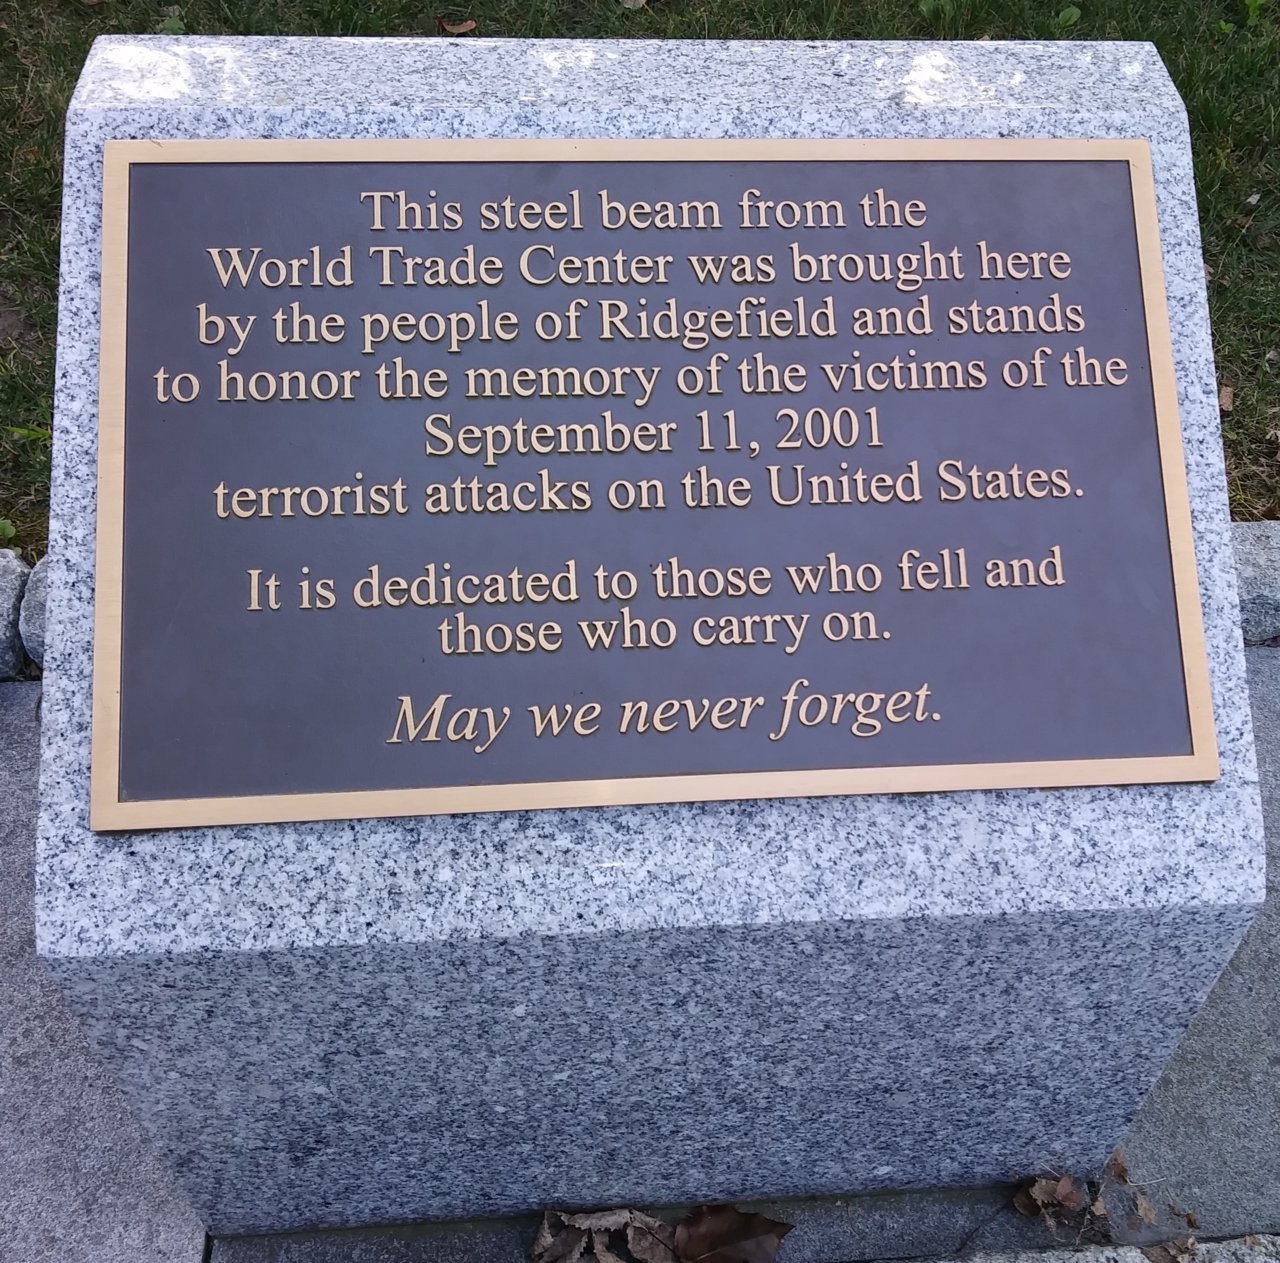 This steel beam from the
World Trade Center was brought here
by the people of Ridgefield and stands
to honor the memory of the victims of the
September 11, 2001
terrorist attacks on the United States.
It is dedicated to those who fell and
those who carry on.
May we never forget.